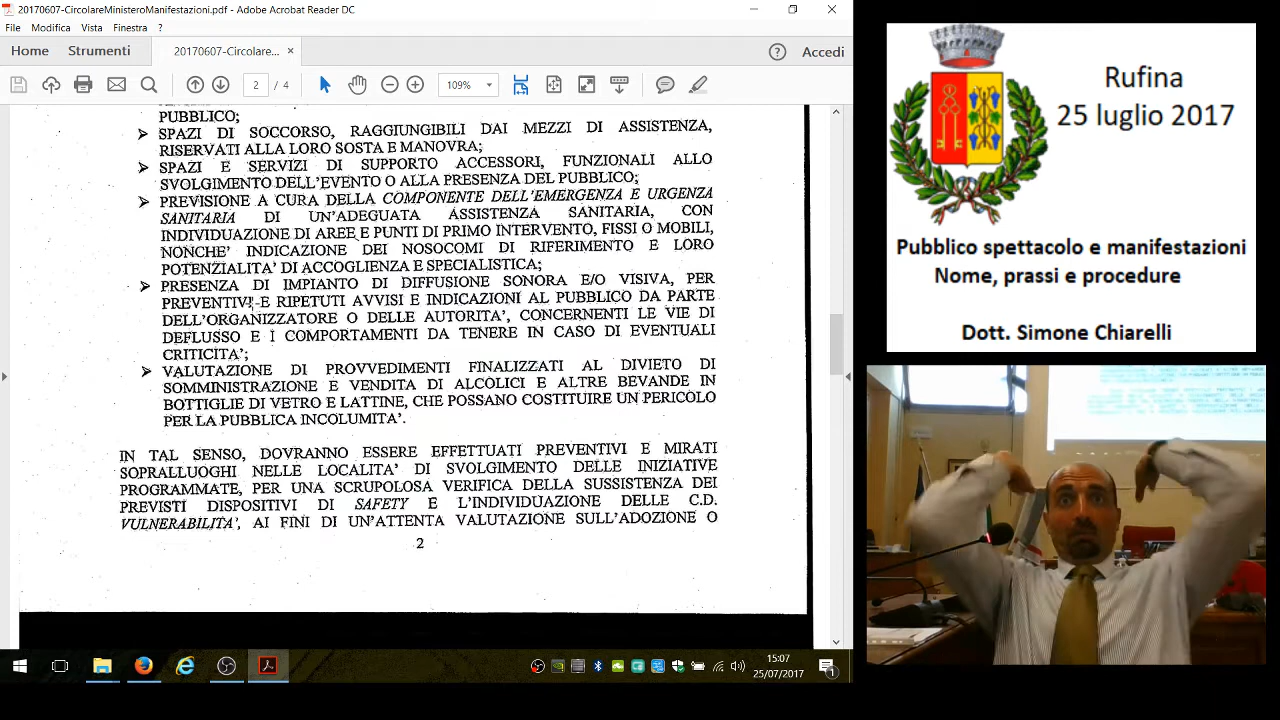 20170607-CircolareMinisteroManifestazioni.pdf - Adobe Acrobat Reader DC
File Modifica Vista Finestra ?
Home Strumenti 20170607-Circolare... × ? Accedi
2 / 4 109%
PUBBLICO;
➢ SPAZI DI SOCCORSO, RAGGIUNGIBILI DAI MEZZI DI ASSISTENZA,
RISERVATI ALLA LORO SOSTA E MANOVRA;
➢ SPAZI E SERVIZI DI SUPPORTO ACCESSORI, FUNZIONALI ALLO
SVOLGIMENTO DELL'EVENTO O ALLA PRESENZA DEL PUBBLICO;
➢ PREVISIONE A CURA DELLA COMPONENTE DELL'EMERGENZA E URGENZA
SANITARIA DI UN'ADEGUATA ASSISTENZA SANITARIA, CON
INDIVIDUAZIONE DI AREE E PUNTI DI PRIMO INTERVENTO, FISSI O MOBILI,
NONCHE' INDICAZIONE DEI NOSOCOMI DI RIFERIMENTO E LORO
POTENZIALITA' DI ACCOGLIENZA E SPECIALISTICA;
➢ PRESENZA DI IMPIANTO DI DIFFUSIONE SONORA E/O VISIVA, PER
PREVENTIVI E RIPETUTI AVVISI E INDICAZIONI AL PUBBLICO DA PARTE
DELL'ORGANIZZATORE O DELLE AUTORITA', CONCERNENTI LE VIE DI
DEFLUSSO E I COMPORTAMENTI DA TENERE IN CASO DI EVENTUALI
CRITICITA';
➢ VALUTAZIONE DI PROVVEDIMENTI FINALIZZATI AL DIVIETO DI
SOMMINISTRAZIONE E VENDITA DI ALCOLICI E ALTRE BEVANDE IN
BOTTIGLIE DI VETRO E LATTINE, CHE POSSANO COSTITUIRE UN PERICOLO
PER LA PUBBLICA INCOLUMITA'.
IN TAL SENSO, DOVRANNO ESSERE EFFETTUATI PREVENTIVI E MIRATI
SOPRALLUOGHI NELLE LOCALITA' DI SVOLGIMENTO DELLE INIZIATIVE
PROGRAMMATE, PER UNA SCRUPOLOSA VERIFICA DELLA SUSSISTENZA DEI
PREVISTI DISPOSITIVI DI SAFETY E L'INDIVIDUAZIONE DELLE C.D.
VULNERABILITA', AI FINI DI UN'ATTENTA VALUTAZIONE SULL'ADOZIONE O
2
15:07
25/07/2017
1
Rufina
25 luglio 2017
Pubblico spettacolo e manifestazioni
Nome, prassi e procedure
Dott. Simone Chiarelli